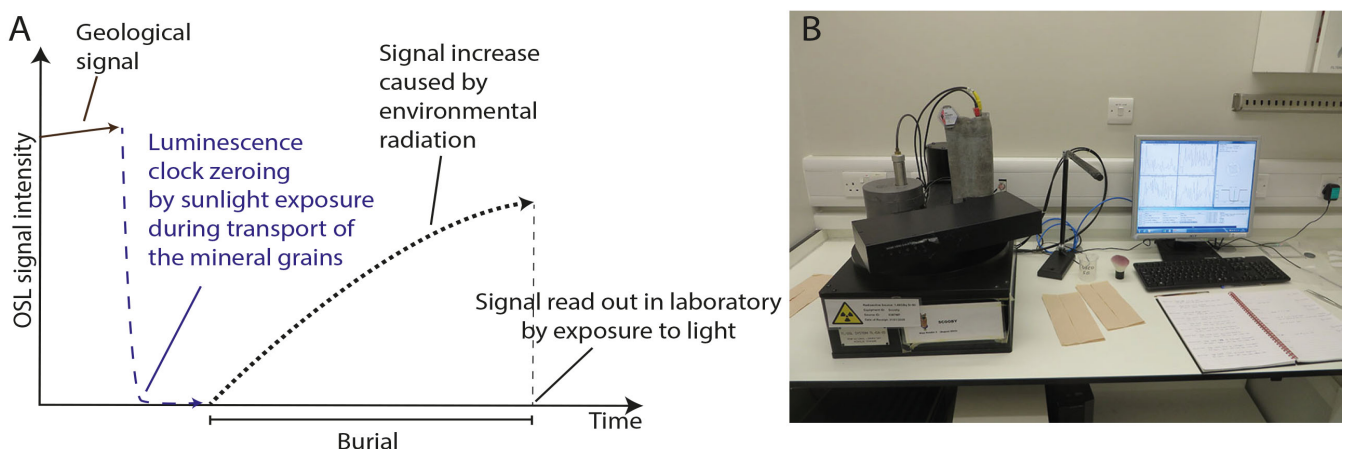 A
Geological
signal
Signal increase
caused by
environmental
radiation
Luminescence
clock zeroing
by sunlight exposure
during transport of
the mineral grains
OSL signal intensity
Signal read out in laboratory
by exposure to light
Time
Burial
B